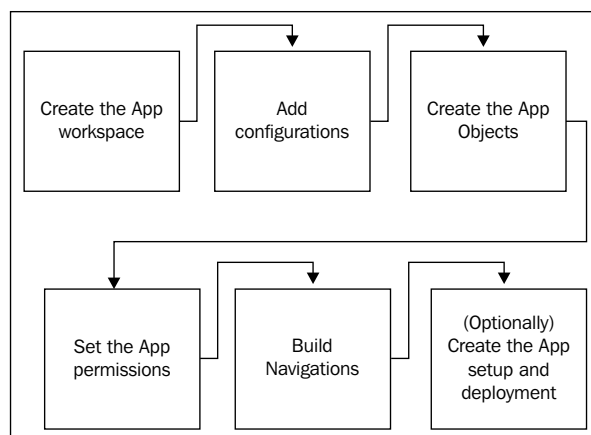 Create the App
workspace
Add
configurations
Create the App
Objects
Set the App
permissions
Build
Navigations
(Optionally)
Create the App
setup and
deployment